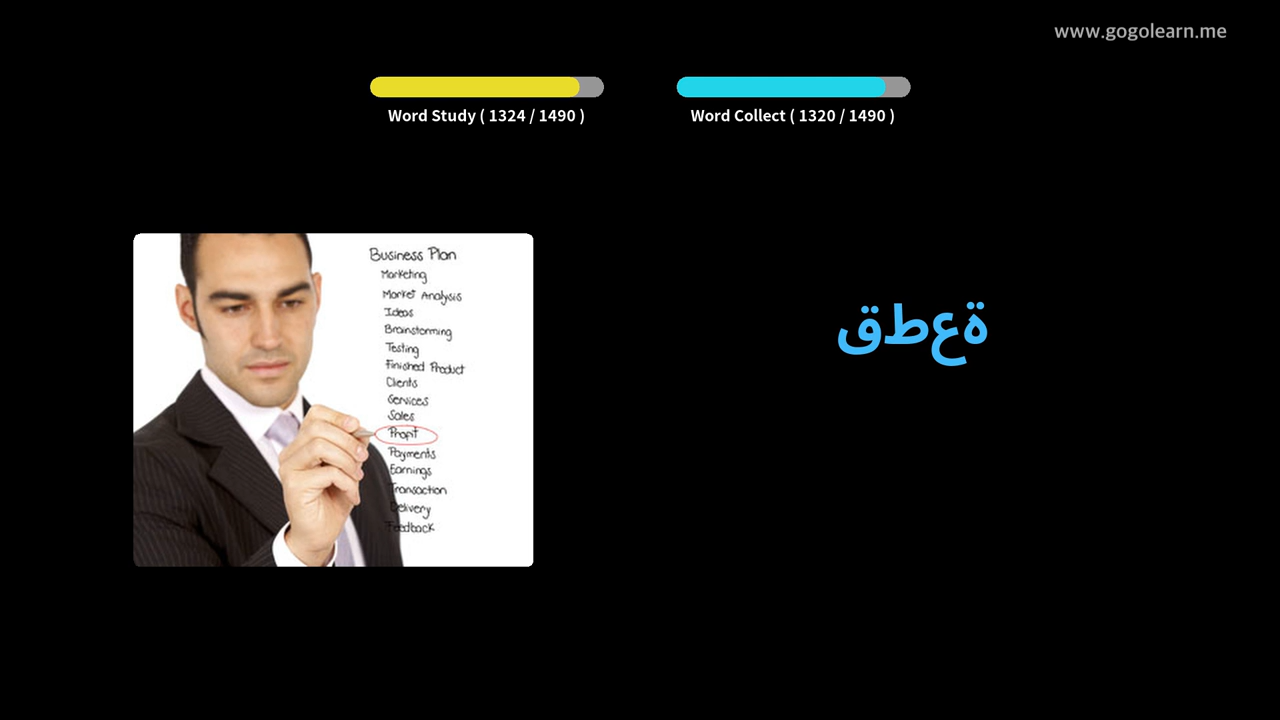 www.gogolearn.me
Word Study ( 1324 / 1490 )
Word Collect ( 1320 / 1490 )
Business Plan
Marketing
Market Analysis
Ideas
Brainstorming
Testing
Finished Product
Clients
Services
Sales
Profit
Payments
Earnings
Transaction
Delivery
Feedback
ةعطق